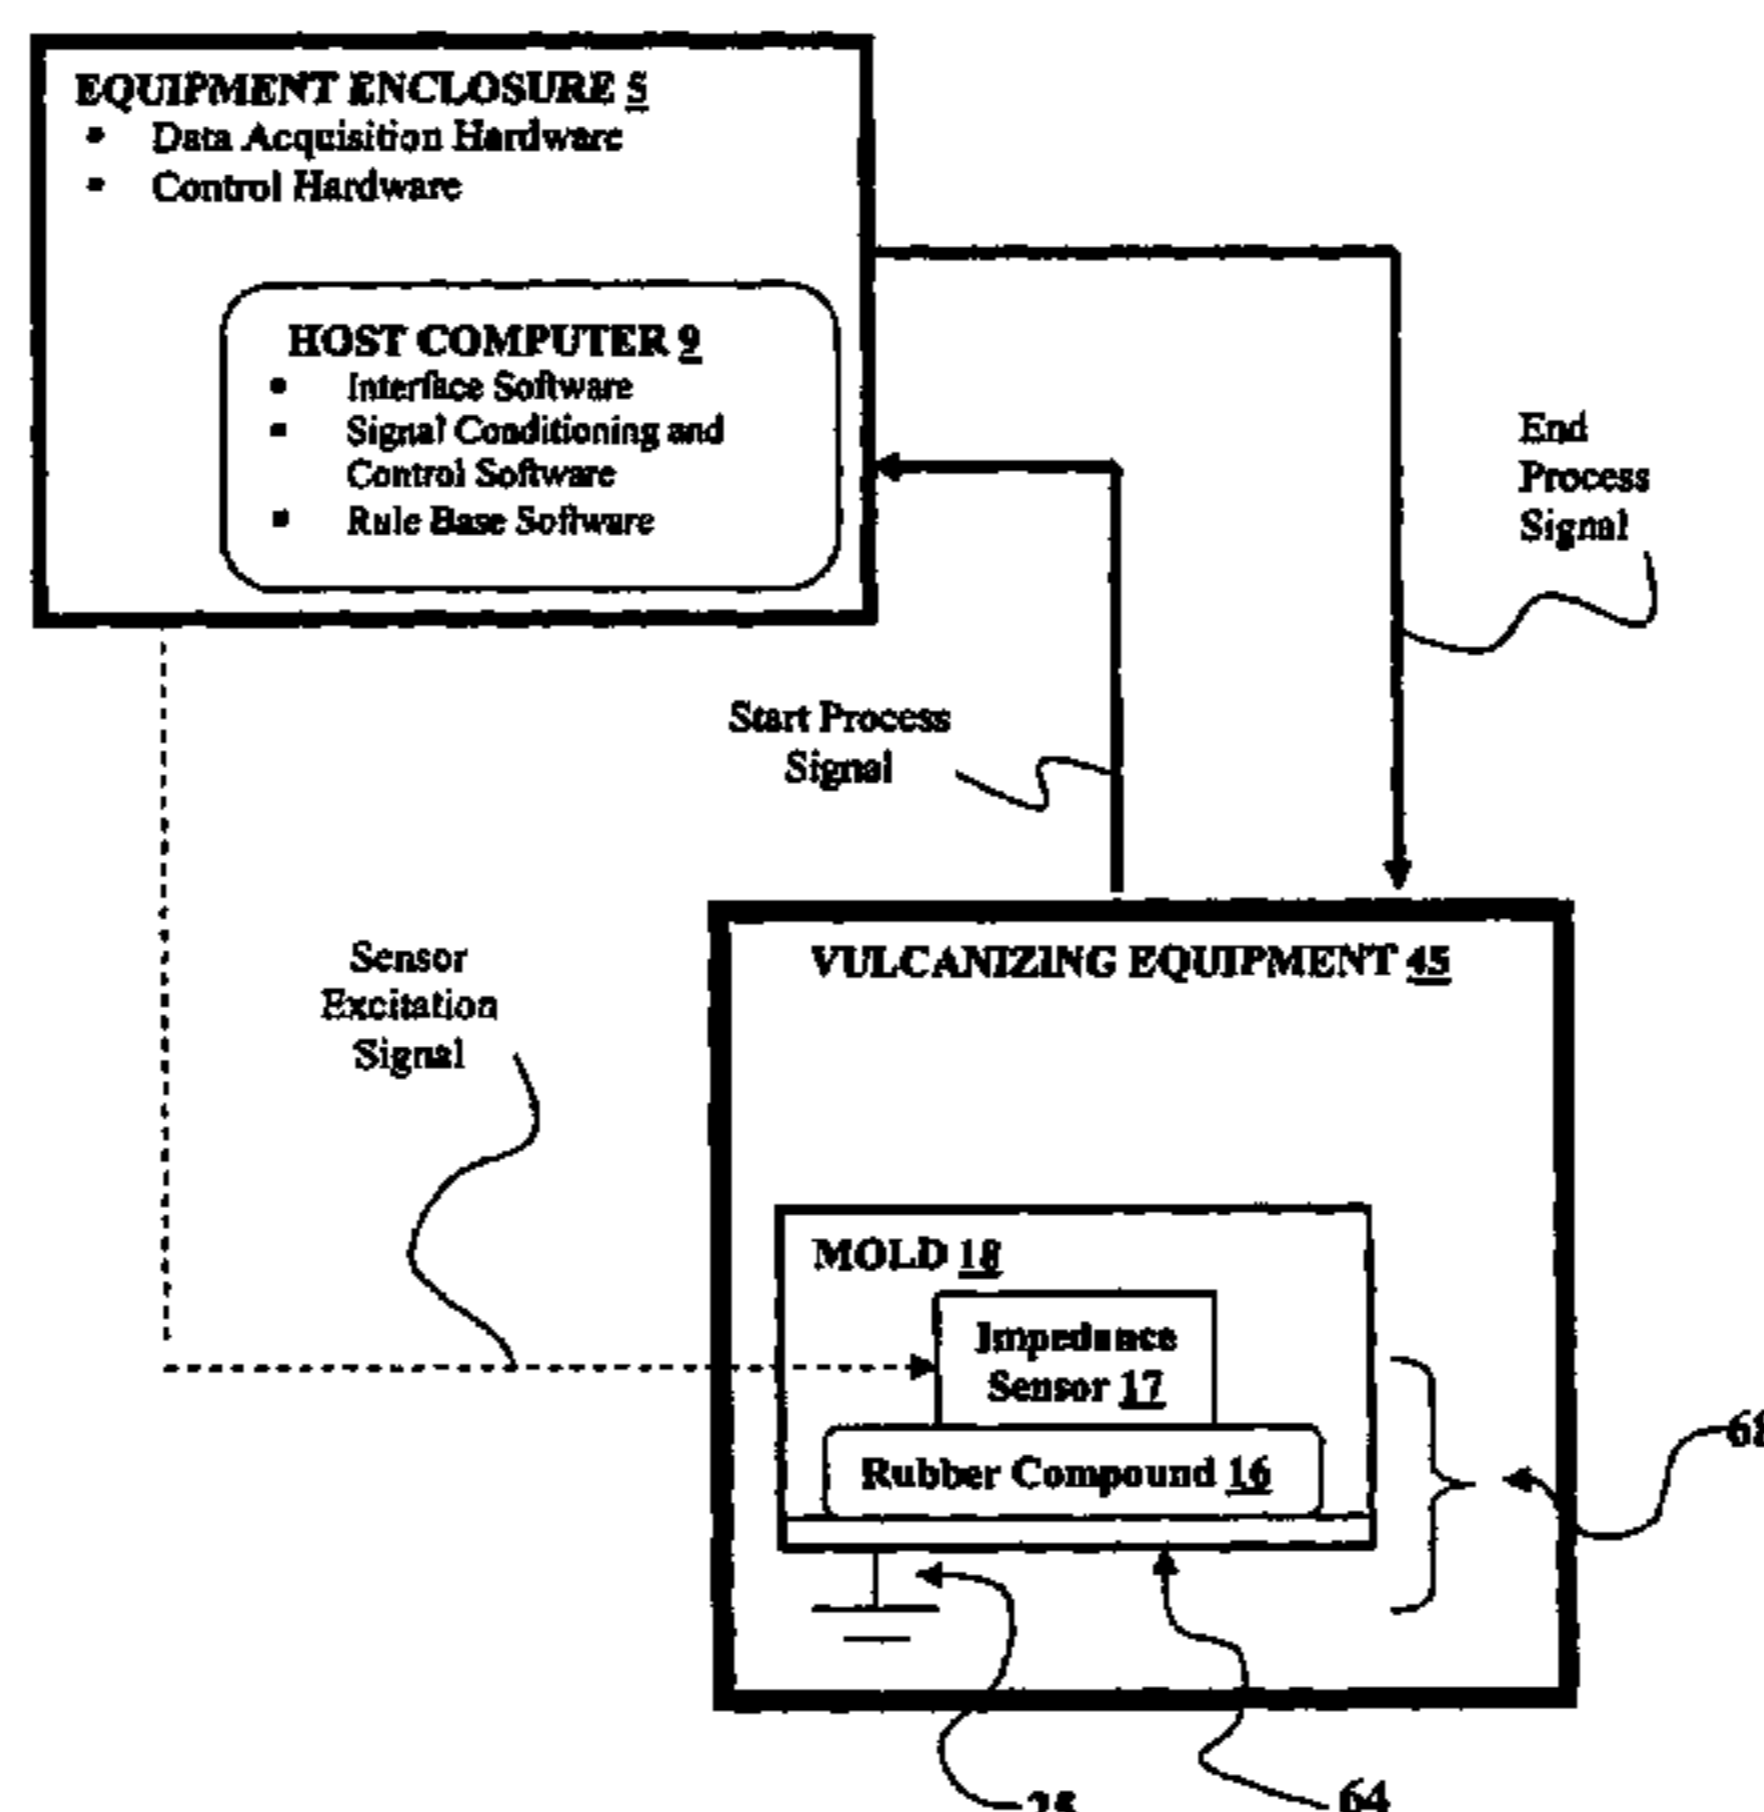 EQUIPMENT ENCLOSURE 5
• Data Acquisition Hardware
• Control Hardware
HOST COMPUTER 9
• Interface Software
• Signal Conditioning and
Control Software
• Rule Base Software
End
Process
Signal
Start Process
Signal
Sensor
Excitation
Signal
VULCANIZING EQUIPMENT 45
MOLD 18
Impedance
Sensor 17
Rubber Compound 16
64